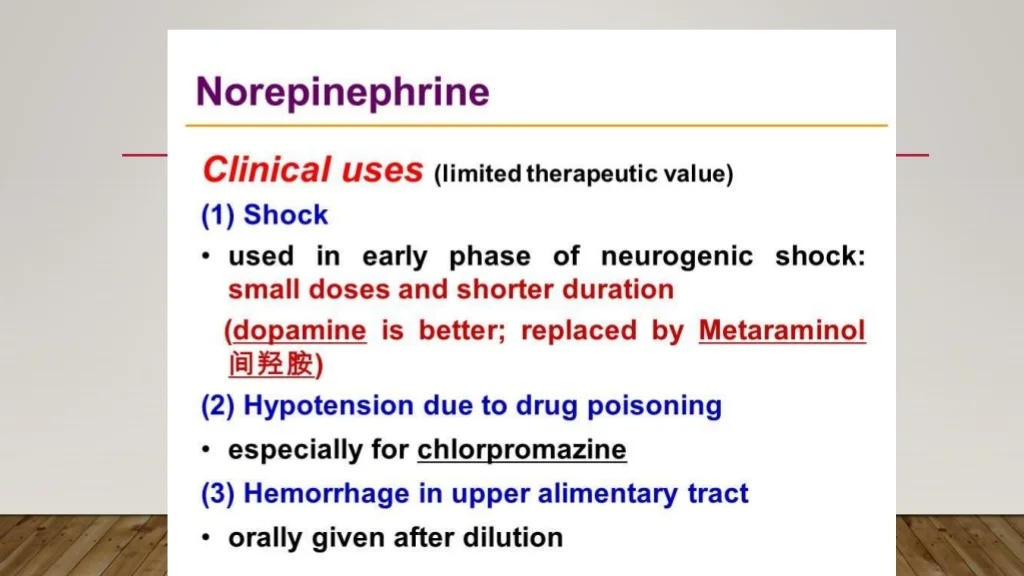 Norepinephrine
Clinical uses (limited therapeutic value)
(1) Shock
• used in early phase of neurogenic shock:
small doses and shorter duration
(dopamine is better; replaced by Metaraminol
间羟胺)
(2) Hypotension due to drug poisoning
• especially for chlorpromazine
(3) Hemorrhage in upper alimentary tract
• orally given after dilution